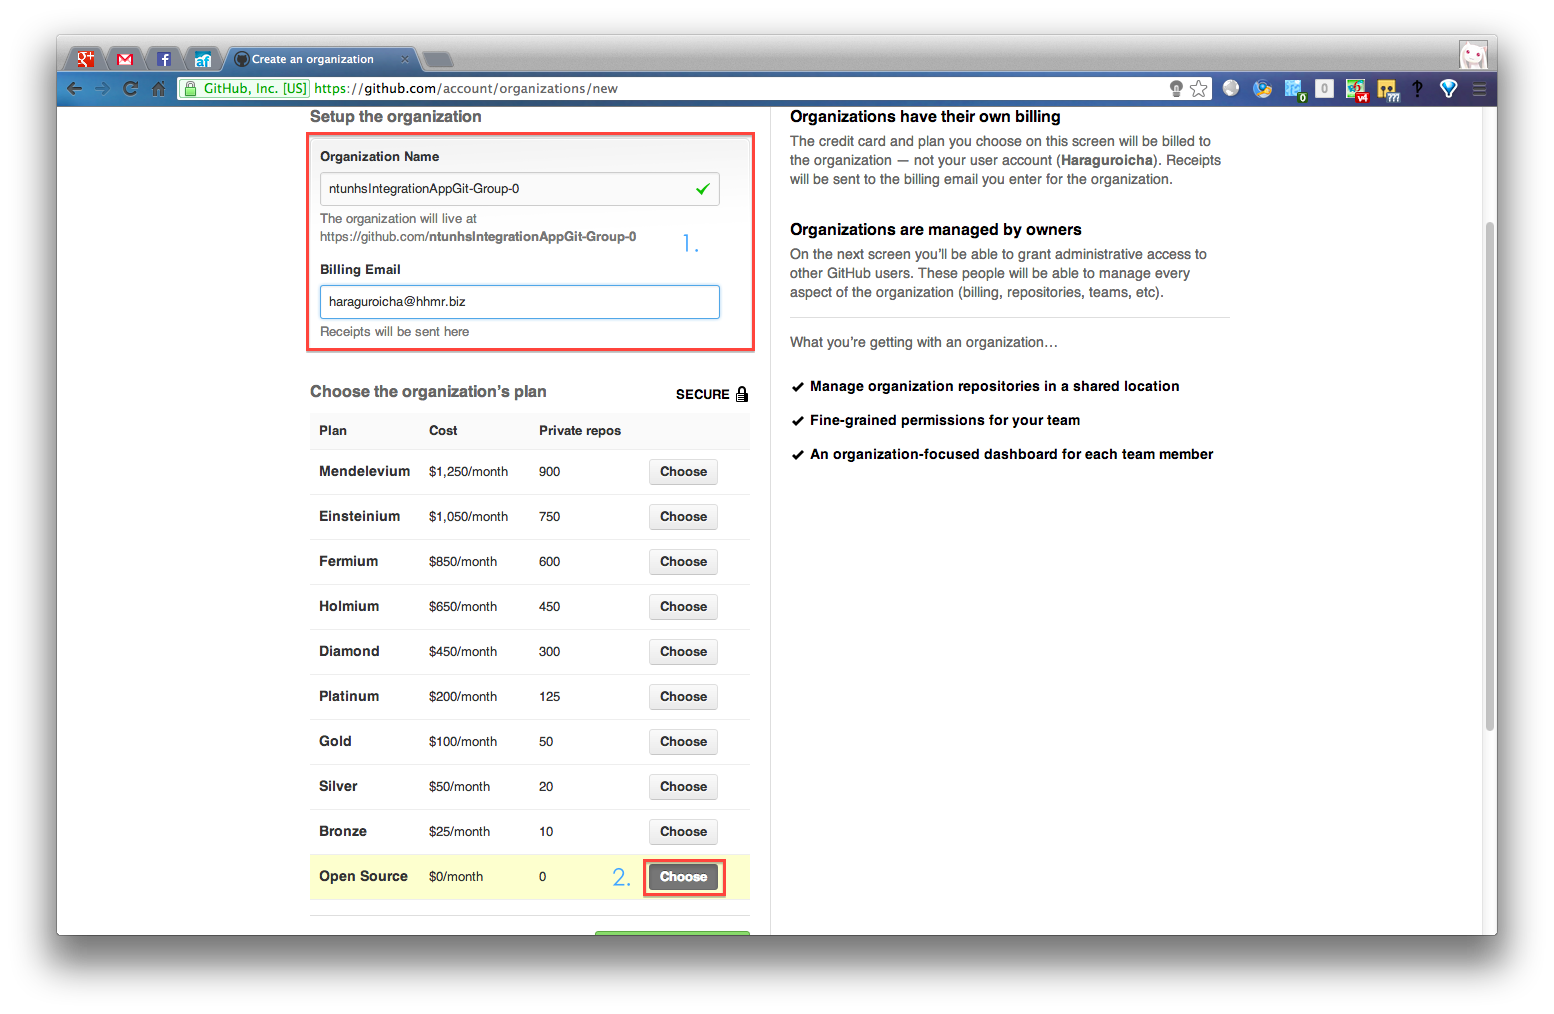 Create an organization
GitHub, Inc. [US] https://github.com/account/organizations/new
Setup the organization
Organization Name
ntunhsIntegrationAppGit-Group-0
The organization will live at
https://github.com/ntunhsIntegrationAppGit-Group-0
1.
Billing Email
haraguroicha@hhmr.biz
Receipts will be sent here
Choose the organization's plan
SECURE
Plan Cost Private repos
Mendelevium $1,250/month 900 Choose
Einsteinium $1,050/month 750 Choose
Fermium $850/month 600 Choose
Holmium $650/month 450 Choose
Diamond $450/month 300 Choose
Platinum $200/month 125 Choose
Gold $100/month 50 Choose
Silver $50/month 20 Choose
Bronze $25/month 10 Choose
Open Source $0/month 0 2. Choose
Organizations have their own billing
The credit card and plan you choose on this screen will be billed to
the organization — not your user account (Haraguroicha). Receipts
will be sent to the billing email you enter for the organization.
Organizations are managed by owners
On the next screen you'll be able to grant administrative access to
other GitHub users. These people will be able to manage every
aspect of the organization (billing, repositories, teams, etc).
What you're getting with an organization…
Manage organization repositories in a shared location
Fine-grained permissions for your team
An organization-focused dashboard for each team member